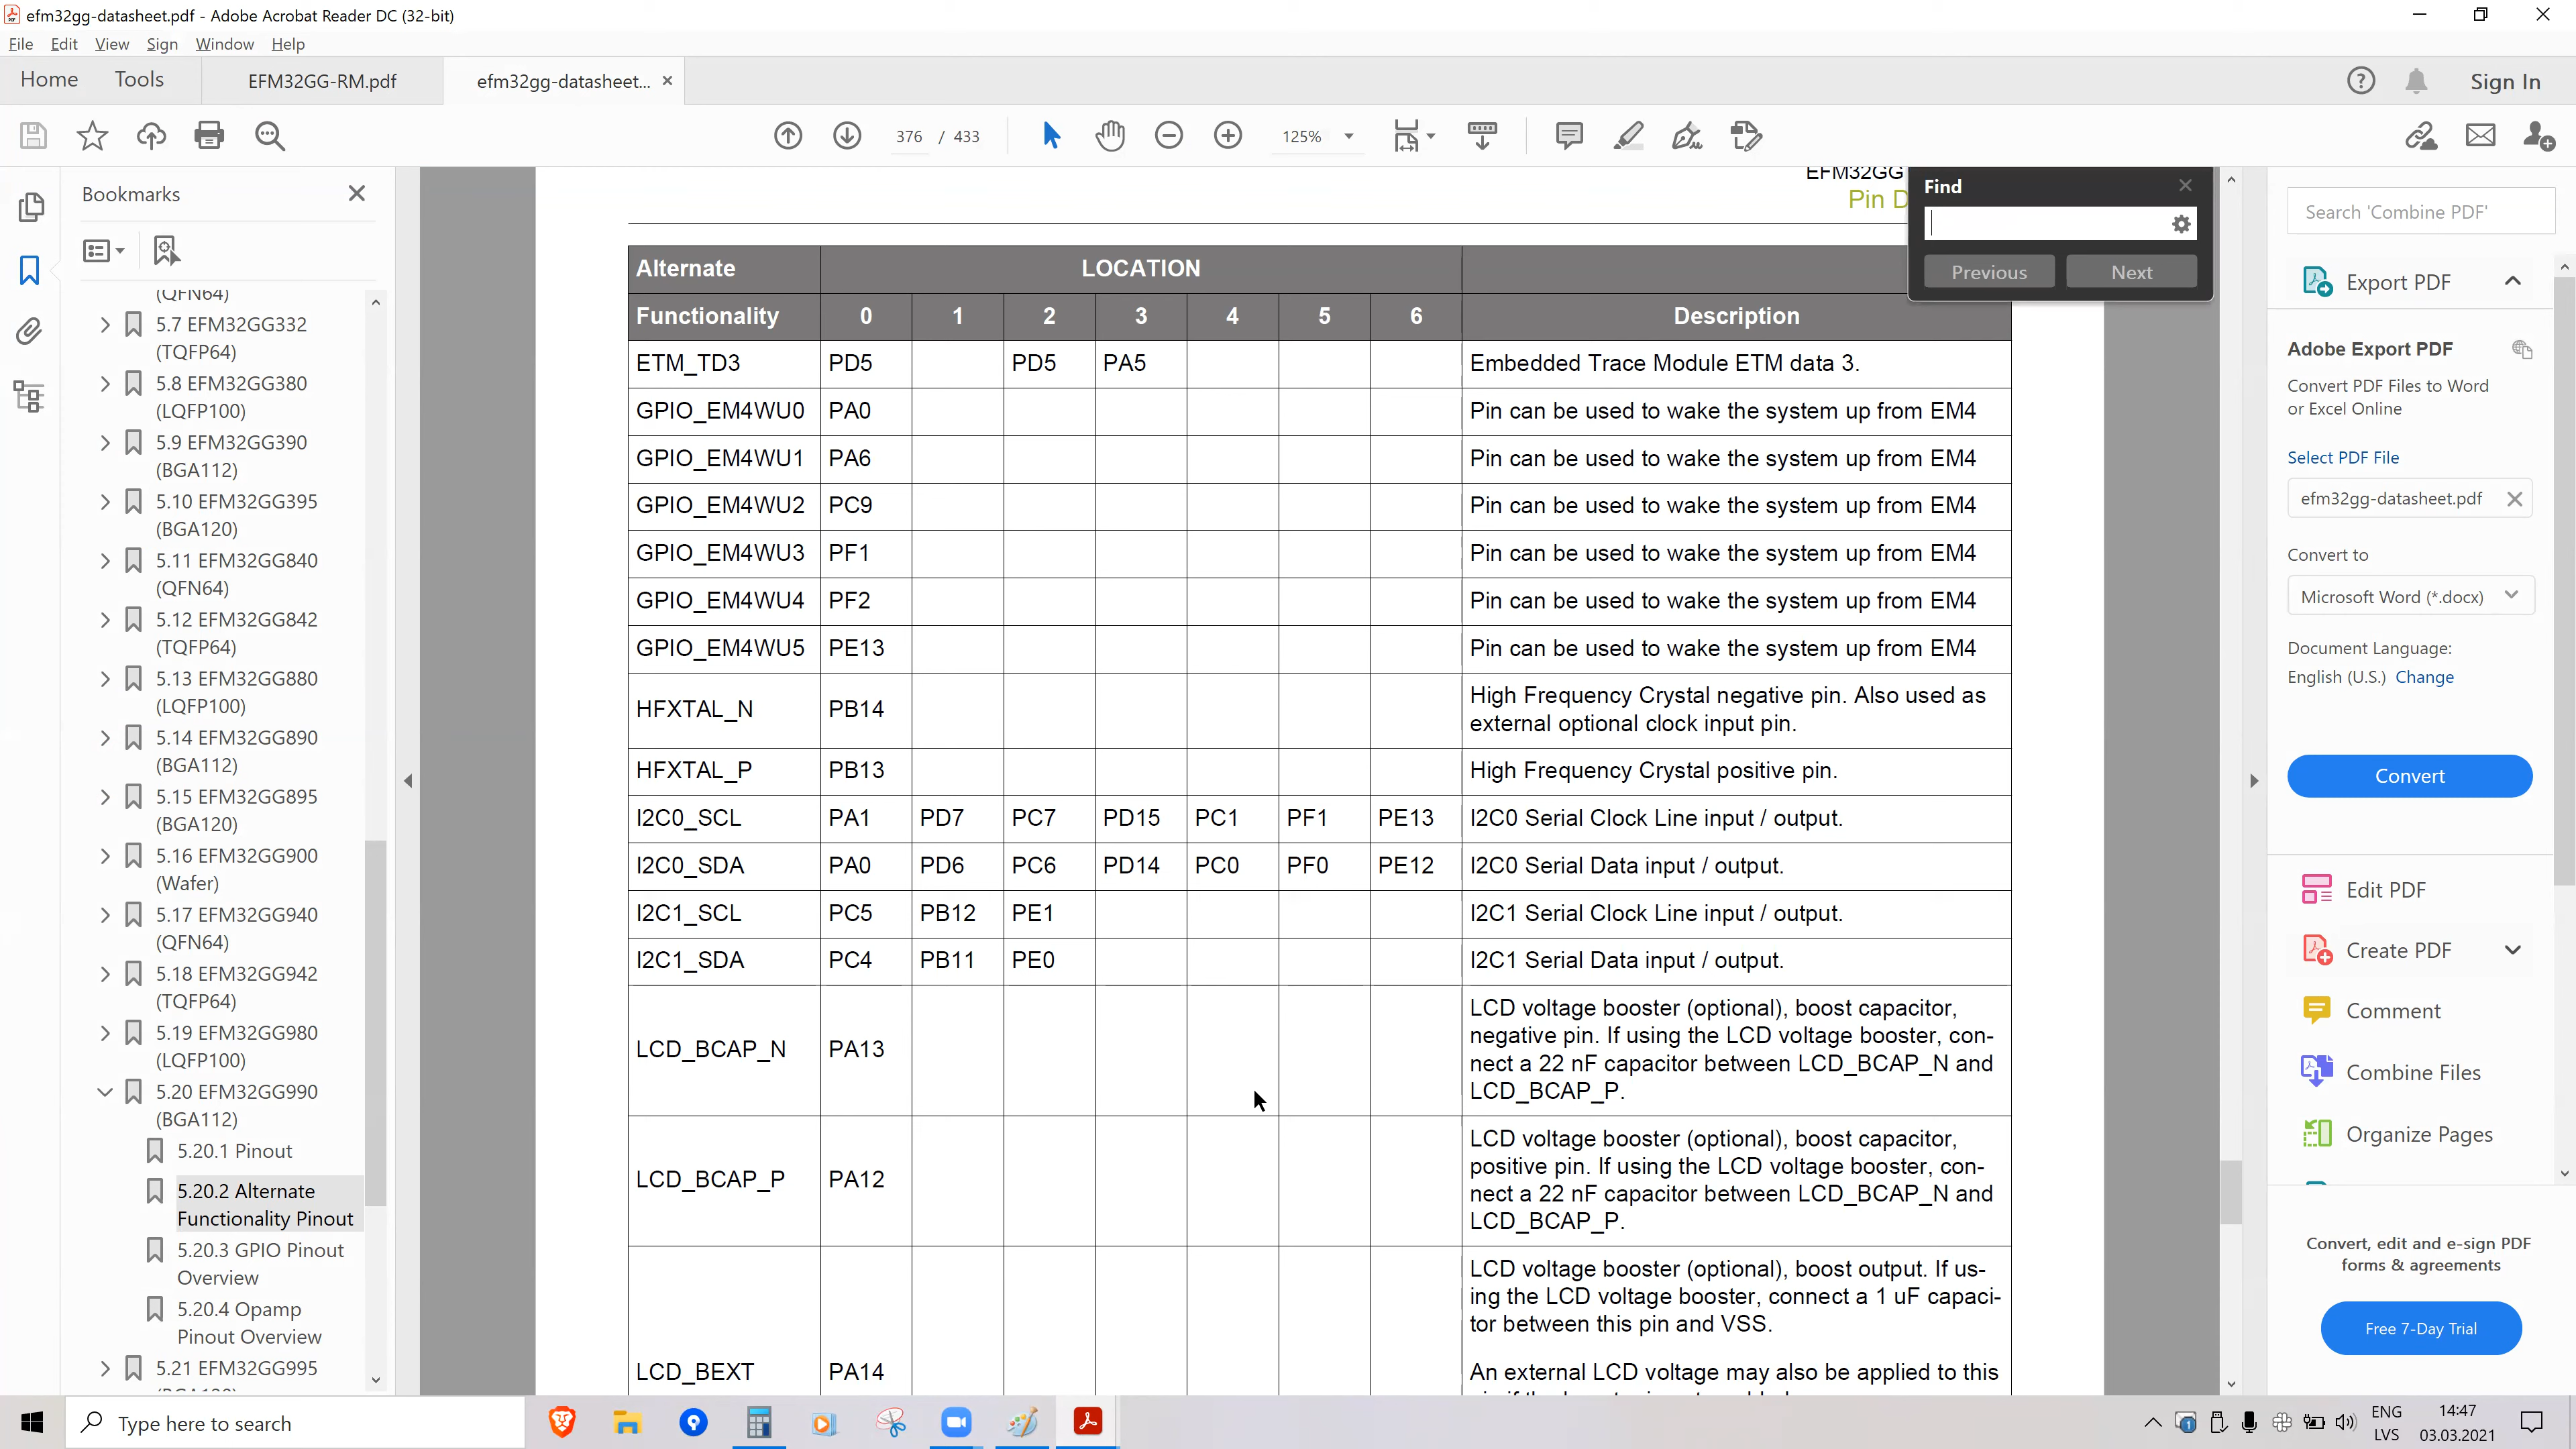 efm32gg-datasheet.pdf - Adobe Acrobat Reader DC (32-bit)
File Edit View Sign Window Help
Home Tools EFM32GG-RM.pdf efm32gg-datasheet... Sign In
376 / 433 125%
Bookmarks
(QFN64)
5.7 EFM32GG332
(TQFP64)
5.8 EFM32GG380
(LQFP100)
5.9 EFM32GG390
(BGA112)
5.10 EFM32GG395
(BGA120)
5.11 EFM32GG840
(QFN64)
5.12 EFM32GG842
(TQFP64)
5.13 EFM32GG880
(LQFP100)
5.14 EFM32GG890
(BGA112)
5.15 EFM32GG895
(BGA120)
5.16 EFM32GG900
(Wafer)
5.17 EFM32GG940
(QFN64)
5.18 EFM32GG942
(TQFP64)
5.19 EFM32GG980
(LQFP100)
5.20 EFM32GG990
(BGA112)
5.20.1 Pinout
5.20.2 Alternate
Functionality Pinout
5.20.3 GPIO Pinout
Overview
5.20.4 Opamp
Pinout Overview
5.21 EFM32GG995
EFM32GG
Pin D
Find
Previous Next
Alternate LOCATION
Functionality 0 1 2 3 4 5 6 Description
ETM_TD3 PD5 PD5 PA5 Embedded Trace Module ETM data 3.
GPIO_EM4WU0 PA0 Pin can be used to wake the system up from EM4
GPIO_EM4WU1 PA6 Pin can be used to wake the system up from EM4
GPIO_EM4WU2 PC9 Pin can be used to wake the system up from EM4
GPIO_EM4WU3 PF1 Pin can be used to wake the system up from EM4
GPIO_EM4WU4 PF2 Pin can be used to wake the system up from EM4
GPIO_EM4WU5 PE13 Pin can be used to wake the system up from EM4
HFXTAL_N PB14 High Frequency Crystal negative pin. Also used as
external optional clock input pin.
HFXTAL_P PB13 High Frequency Crystal positive pin.
I2C0_SCL PA1 PD7 PC7 PD15 PC1 PF1 PE13 I2C0 Serial Clock Line input / output.
I2C0_SDA PA0 PD6 PC6 PD14 PC0 PF0 PE12 I2C0 Serial Data input / output.
I2C1_SCL PC5 PB12 PE1 I2C1 Serial Clock Line input / output.
I2C1_SDA PC4 PB11 PE0 I2C1 Serial Data input / output.
LCD_BCAP_N PA13 LCD voltage booster (optional), boost capacitor,
negative pin. If using the LCD voltage booster, con-
nect a 22 nF capacitor between LCD_BCAP_N and
LCD_BCAP_P.
LCD_BCAP_P PA12 LCD voltage booster (optional), boost capacitor,
positive pin. If using the LCD voltage booster, con-
nect a 22 nF capacitor between LCD_BCAP_N and
LCD_BCAP_P.
LCD voltage booster (optional), boost output. If us-
ing the LCD voltage booster, connect a 1 uF capaci-
tor between this pin and VSS.
LCD_BEXT PA14 An external LCD voltage may also be applied to this
Search 'Combine PDF'
Export PDF
Adobe Export PDF
Convert PDF Files to Word
or Excel Online
Select PDF File
efm32gg-datasheet.pdf
Convert to
Microsoft Word (*.docx)
Document Language:
English (U.S.) Change
Convert
Edit PDF
Create PDF
Comment
Combine Files
Organize Pages
Convert, edit and e-sign PDF
forms & agreements
Free 7-Day Trial
Type here to search
ENG
LVS
14:47
03.03.2021